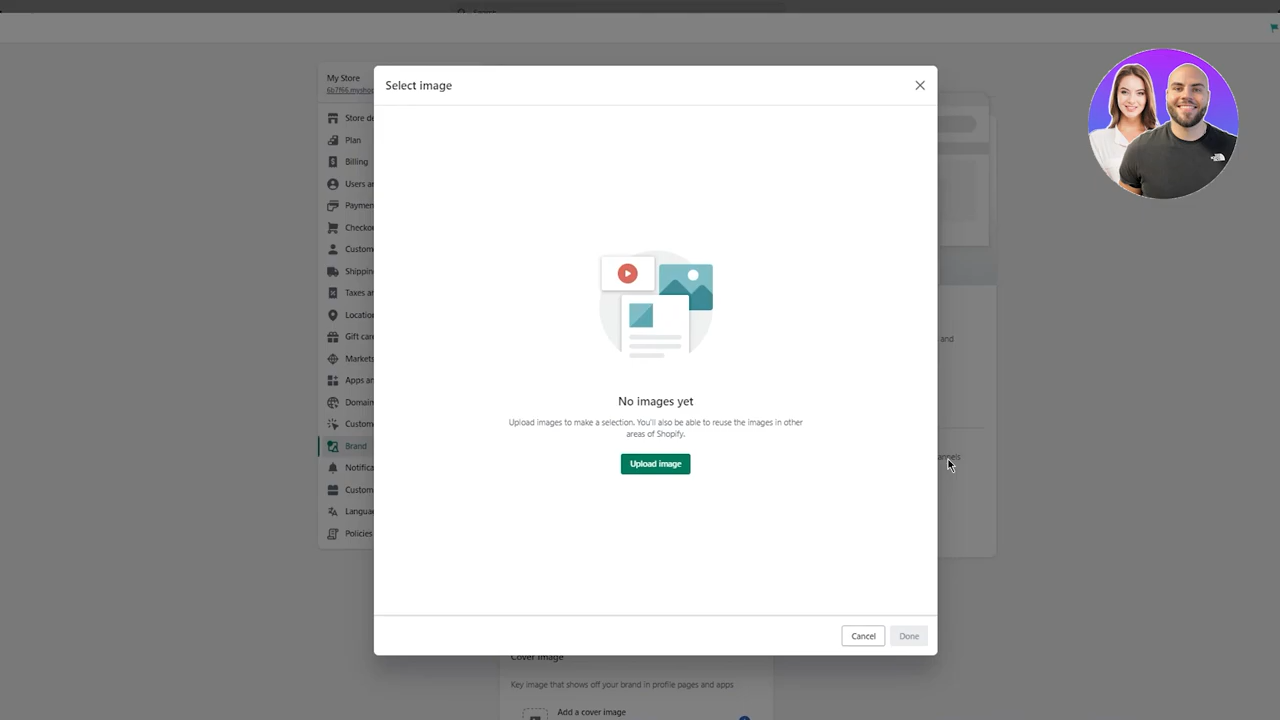 My Store
Select image
Plan
Billing
Brand
Policies
and
No images yet
Upload images to make a selection. You'll also be able to reuse the images in other
areas of Shopify.
Upload image
Cancel
Done
Cover image
Key image that shows off your brand in profile pages and apps
Add a cover image